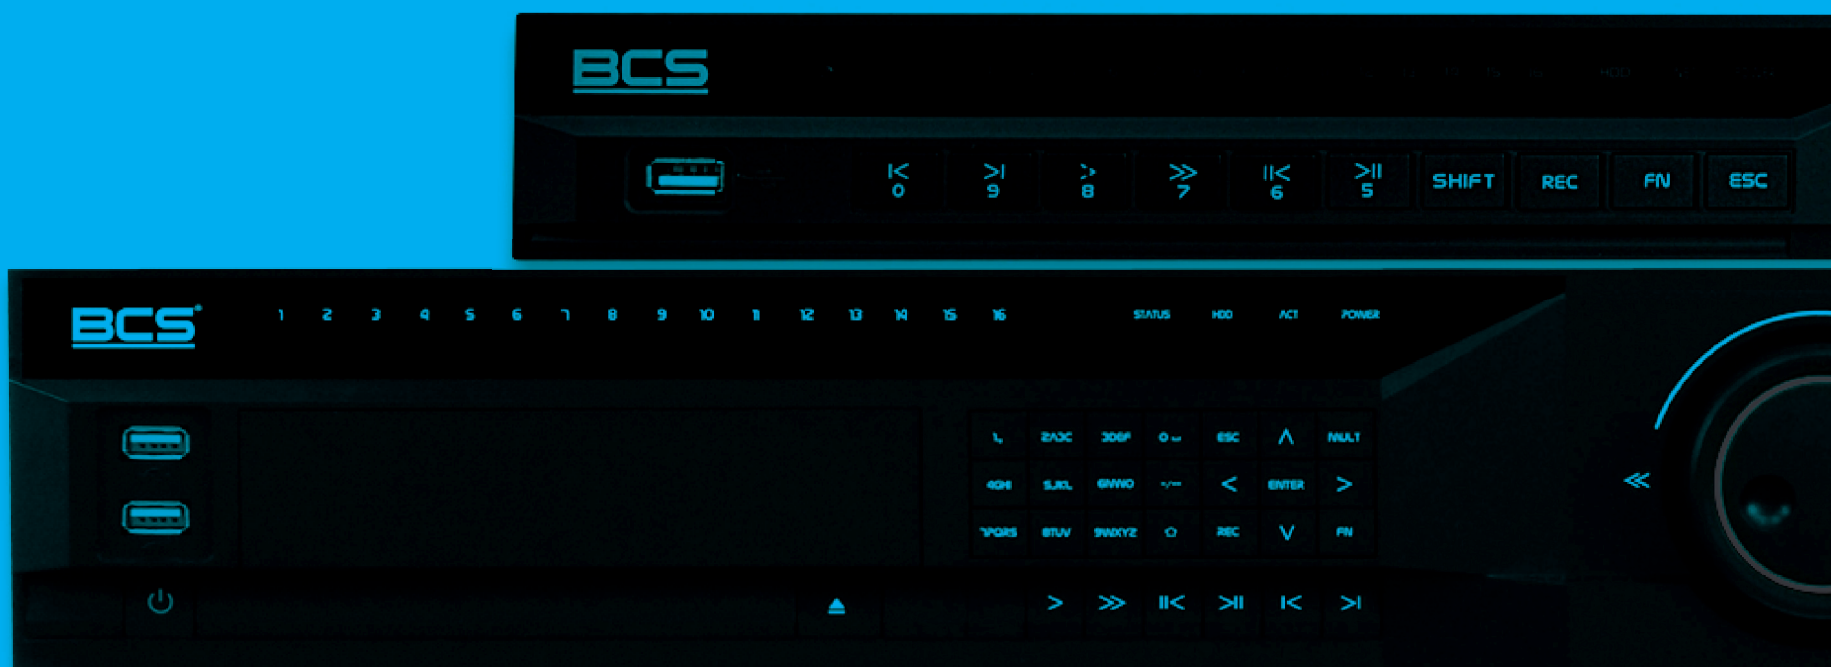 BCS
0 9 8 7 6 5 SHIFT REC FN ESC
BCS
1 2 3 4 5 6 7 8 9 10 11 12 13 14 15 16 STATUS HDD ACT POWER
2ABC 3DEF ESC MULT
4GHI 5JKL 6MNO ENTER
7PQRS 8TUV 9WXYZ REC FN